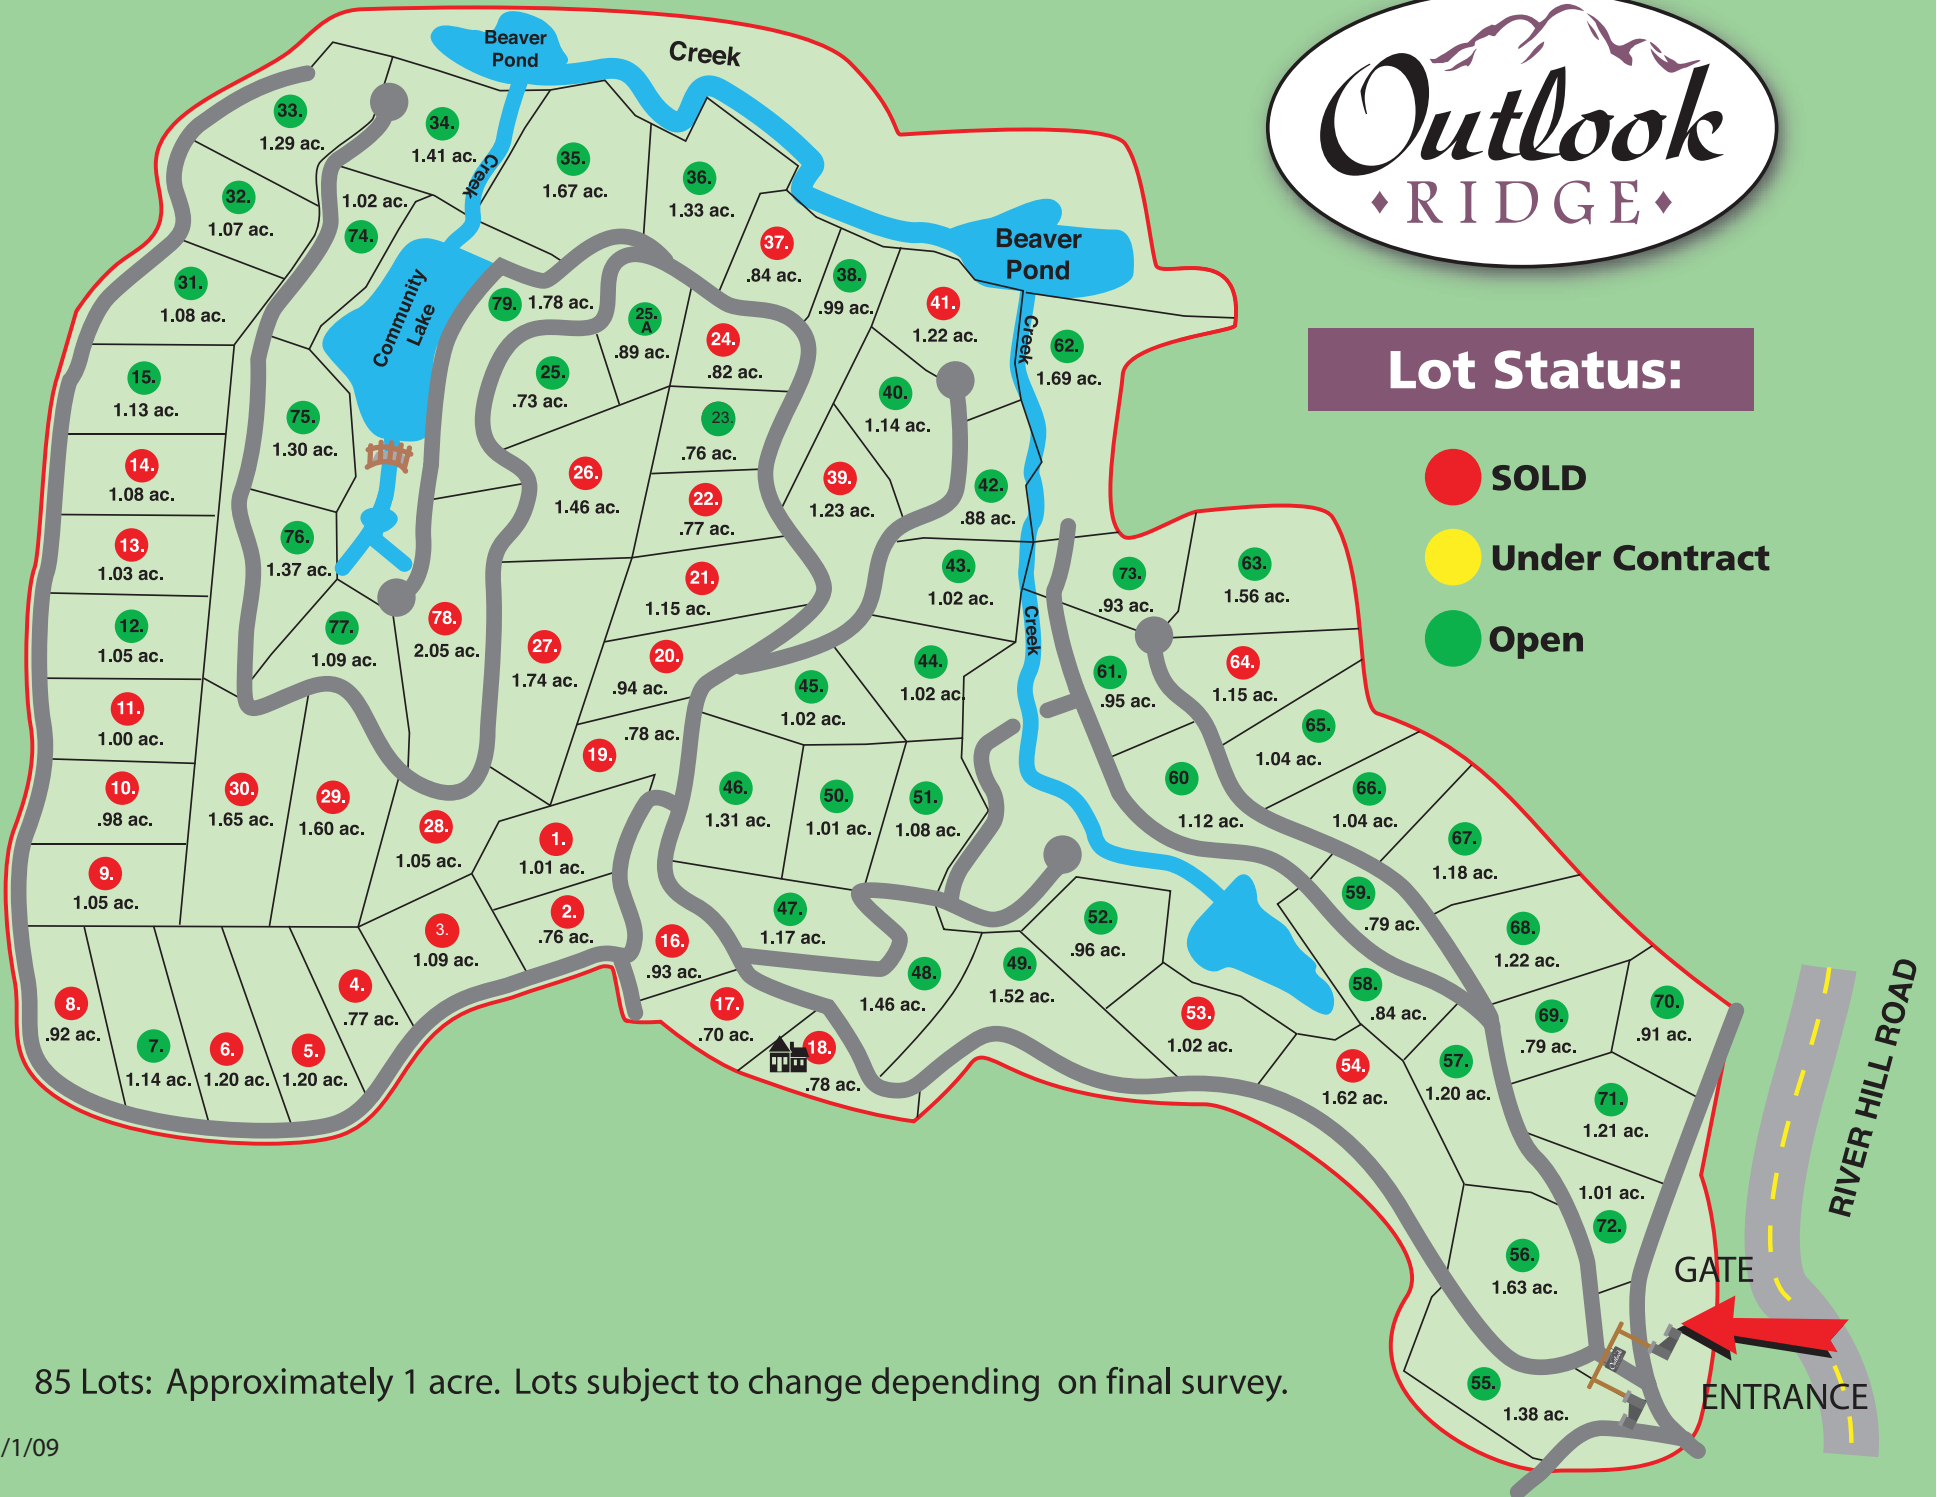 Outlook
RIDGE
Lot Status:
SOLD
Under Contract
Open
Beaver
Pond
Creek
Creek
Beaver
Pond
Creek
Creek
Community
Lake
33.
1.29 ac.
34.
1.41 ac.
35.
1.67 ac.
36.
1.33 ac.
32.
1.07 ac.
1.02 ac.
74.
37.
.84 ac.
38.
.99 ac.
31.
1.08 ac.
79.
1.78 ac.
25.
A
.89 ac.
24.
.82 ac.
41.
1.22 ac.
62.
1.69 ac.
15.
1.13 ac.
75.
1.30 ac.
25.
.73 ac.
23.
.76 ac.
40.
1.14 ac.
14.
1.08 ac.
26.
1.46 ac.
22.
.77 ac.
39.
1.23 ac.
42.
.88 ac.
13.
1.03 ac.
76.
1.37 ac.
21.
1.15 ac.
43.
1.02 ac.
73.
.93 ac.
63.
1.56 ac.
12.
1.05 ac.
77.
1.09 ac.
78.
2.05 ac.
27.
1.74 ac.
20.
.94 ac.
45.
1.02 ac.
44.
1.02 ac.
61.
.95 ac.
64.
1.15 ac.
11.
1.00 ac.
.78 ac.
19.
65.
1.04 ac.
10.
.98 ac.
30.
1.65 ac.
29.
1.60 ac.
28.
1.05 ac.
1.
1.01 ac.
46.
1.31 ac.
50.
1.01 ac.
51.
1.08 ac.
60
1.12 ac.
66.
1.04 ac.
67.
1.18 ac.
9.
1.05 ac.
3.
1.09 ac.
2.
.76 ac.
16.
.93 ac.
47.
1.17 ac.
52.
.96 ac.
59.
.79 ac.
68.
1.22 ac.
8.
.92 ac.
7.
1.14 ac.
6.
1.20 ac.
5.
1.20 ac.
4.
.77 ac.
17.
.70 ac.
18.
.78 ac.
48.
1.46 ac.
49.
1.52 ac.
53.
1.02 ac.
58.
.84 ac.
69.
.79 ac.
70.
.91 ac.
54.
1.62 ac.
57.
1.20 ac.
71.
1.21 ac.
1.01 ac.
72.
56.
1.63 ac.
55.
1.38 ac.
RIVER HILL ROAD
GATE
ENTRANCE
85 Lots: Approximately 1 acre. Lots subject to change depending on final survey.
/1/09